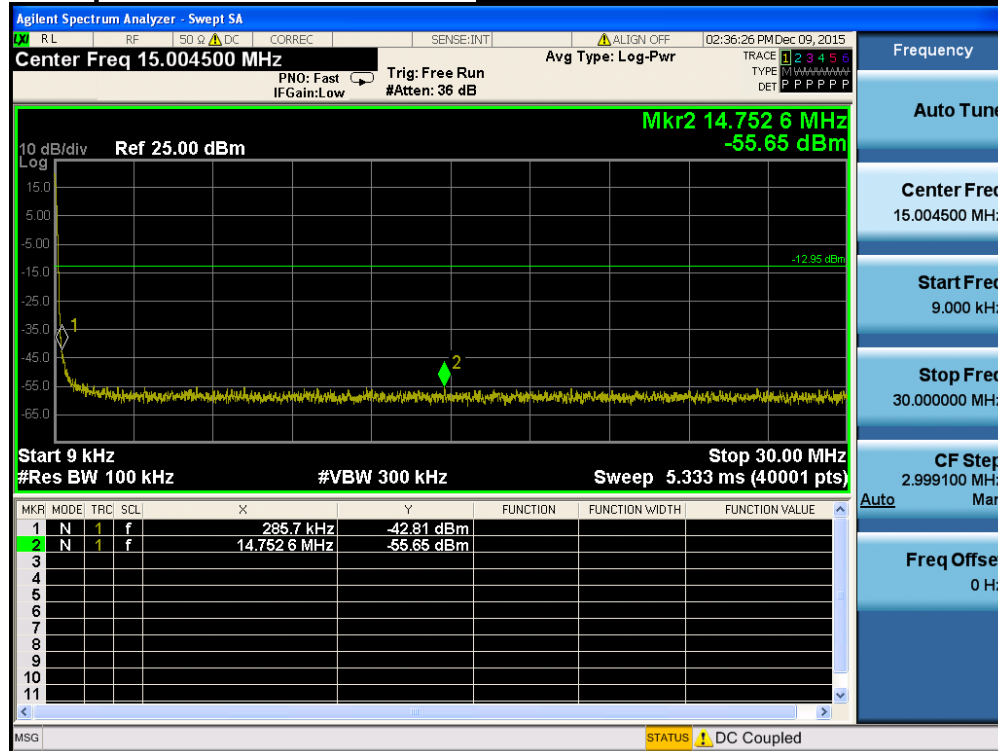 Agilent Spectrum Analyzer - Swept SA
LXI RL RF 50 Ω DC CORREC SENSE:INT ALIGN OFF 02:36:26 PM Dec 09, 2015
Center Freq 15.004500 MHz Avg Type: Log-Pwr TRACE 1 2 3 4 5 6
PNO: Fast Trig: Free Run TYPE M
IFGain:Low #Atten: 36 dB DET P P P P P P
Mkr2 14.752 6 MHz
10 dB/div Ref 25.00 dBm -55.65 dBm
Log
15.0
5.00
-5.00
-12.95 dBm
-15.0
-25.0
-35.0
1
-45.0
2
-55.0
-65.0
Start 9 kHz Stop 30.00 MHz
#Res BW 100 kHz #VBW 300 kHz Sweep 5.333 ms (40001 pts)
MKR MODE TRC SCL X Y FUNCTION FUNCTION WIDTH FUNCTION VALUE
1 N 1 f 285.7 kHz -42.81 dBm
2 N 1 f 14.752 6 MHz -55.65 dBm
3
4
5
6
7
8
9
10
11
MSG STATUS DC Coupled
Frequency
Auto Tune
Center Freq
15.004500 MHz
Start Freq
9.000 kHz
Stop Freq
30.000000 MHz
CF Step
2.999100 MHz
Auto Man
Freq Offset
0 Hz